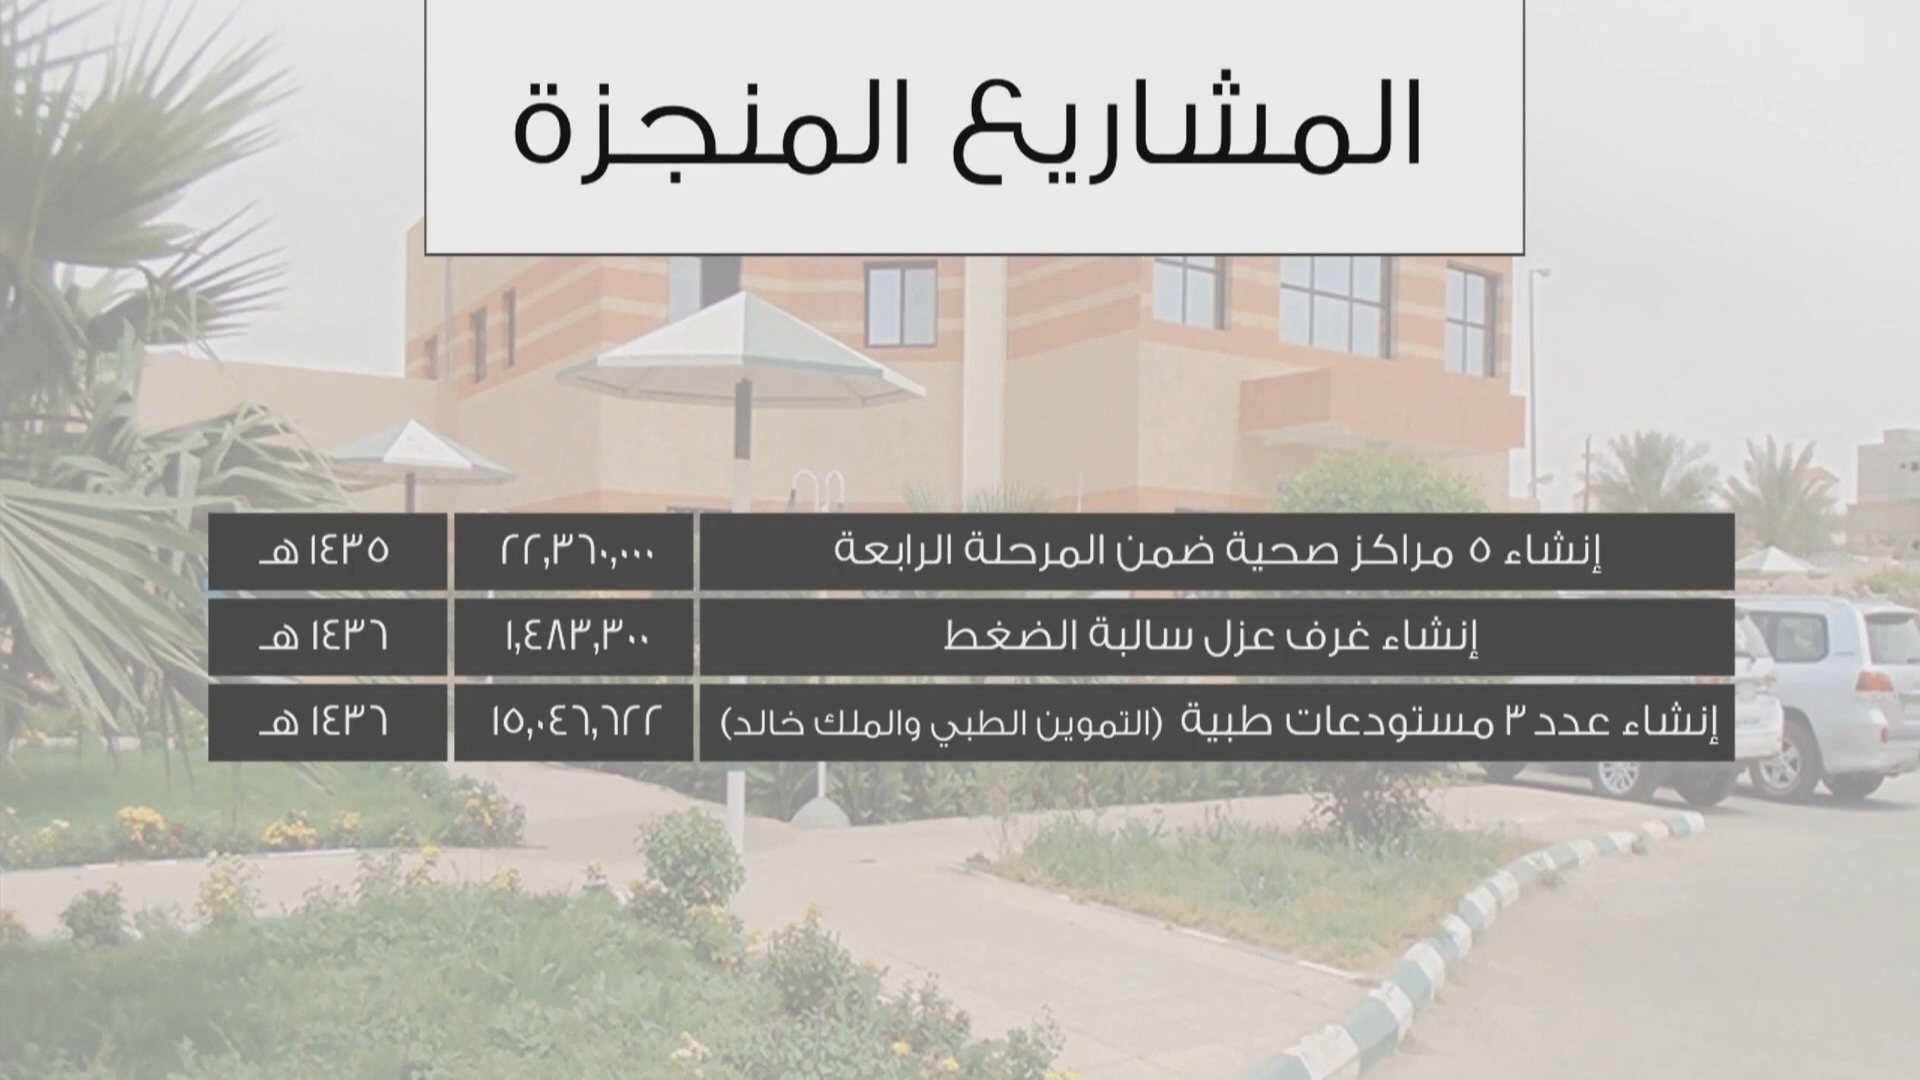 المشاريع المنجزة
إنشاء ٥ مراكز صحية ضمن المرحلة الرابعة ٢٢,٣٦٠,٠٠٠ ١٤٣٥ هـ
إنشاء غرف عزل سالبة الضغط ١,٤٨٣,٣٠٠ ١٤٣٦ هـ
إنشاء عدد ٣ مستودعات طبية (التموين الطبي والملك خالد) ١٥,٠٤٦,٦٢٢ ١٤٣٦ هـ